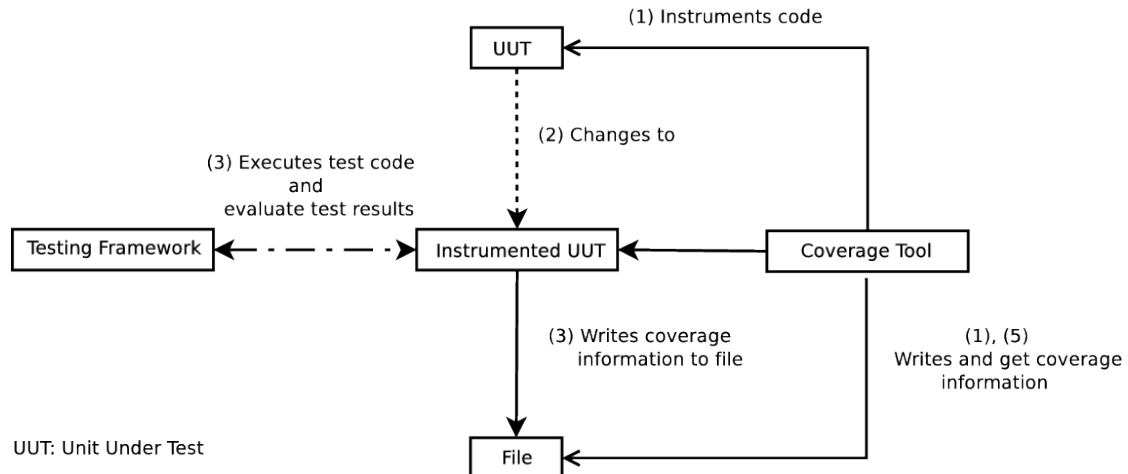 (1) Instruments code
UUT
(2) Changes to
(3) Executes test code
and
evaluate test results
Testing Framework
Instrumented UUT
Coverage Tool
(3) Writes coverage
information to file
(1), (5)
Writes and get coverage
information
UUT: Unit Under Test
File